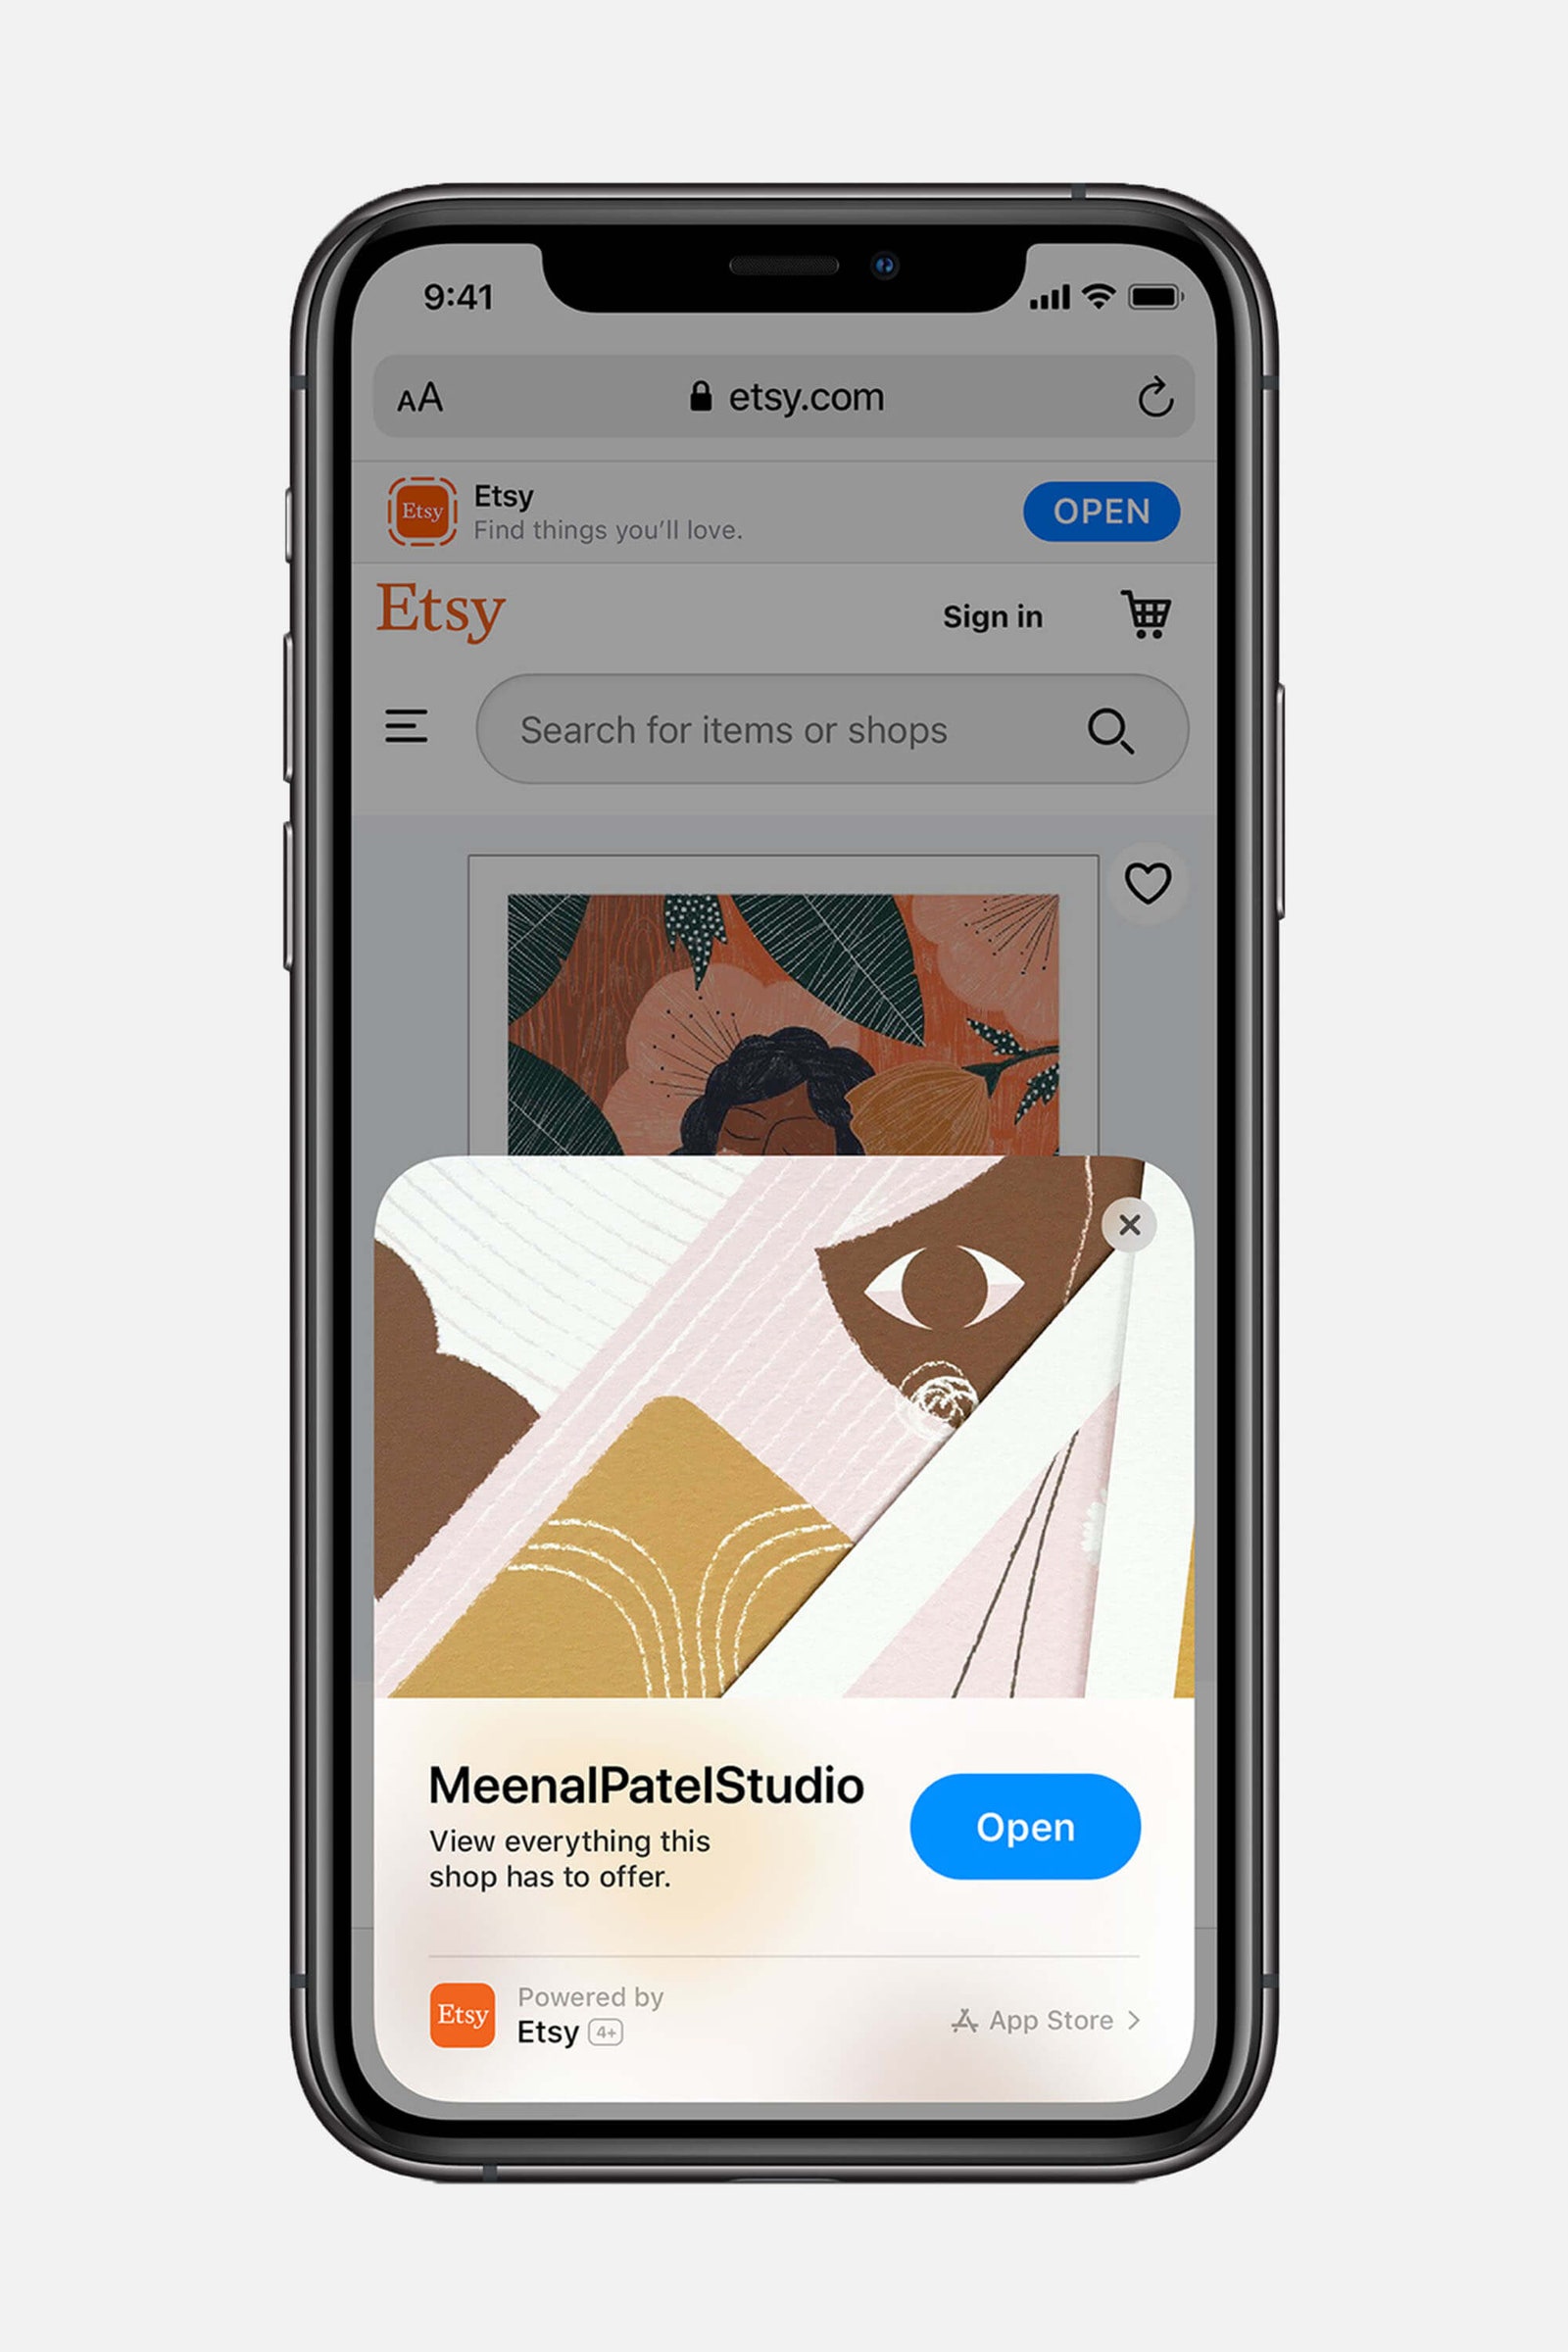 9:41
AA etsy.com
Etsy
Etsy
Find things you'll love.
OPEN
Etsy
Sign in
Search for items or shops
MeenalPatelStudio
View everything this
shop has to offer.
Open
Etsy
Powered by
Etsy 4+
App Store